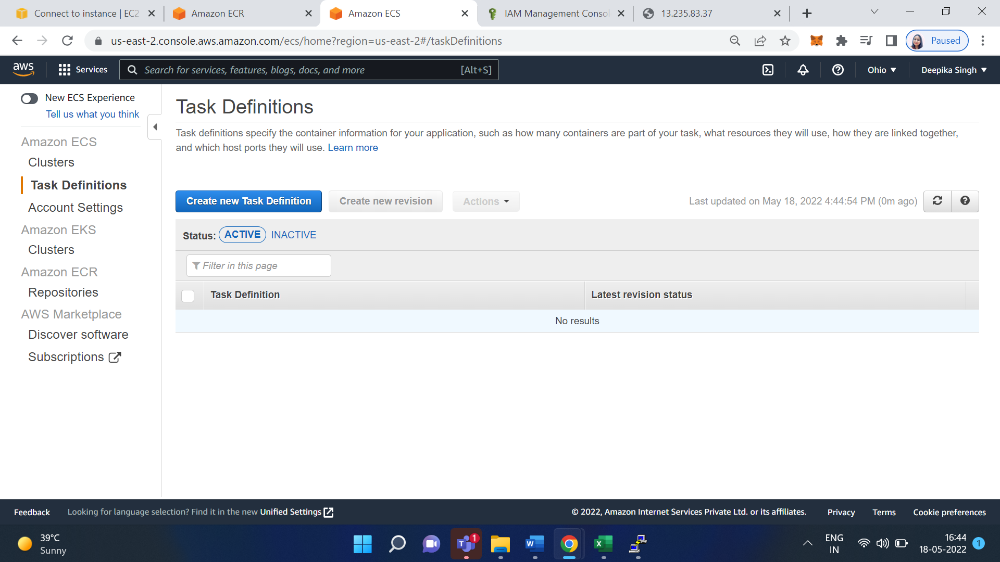 Connect to instance | EC2
Amazon ECR
Amazon ECS
IAM Management Consol
13.235.83.37
us-east-2.console.aws.amazon.com/ecs/home?region=us-east-2#/taskDefinitions
Paused
aws
Services
Search for services, features, blogs, docs, and more
[Alt+S]
Ohio
Deepika Singh
New ECS Experience
Tell us what you think
Amazon ECS
Clusters
Task Definitions
Account Settings
Amazon EKS
Clusters
Amazon ECR
Repositories
AWS Marketplace
Discover software
Subscriptions
Task Definitions
Task definitions specify the container information for your application, such as how many containers are part of your task, what resources they will use, how they are linked together,
and which host ports they will use. Learn more
Create new Task Definition
Create new revision
Actions
Last updated on May 18, 2022 4:44:54 PM (0m ago)
Status: ACTIVE INACTIVE
Filter in this page
Task Definition
Latest revision status
No results
Feedback
Looking for language selection? Find it in the new Unified Settings
© 2022, Amazon Internet Services Private Ltd. or its affiliates.
Privacy
Terms
Cookie preferences
39°C
Sunny
T
1
W
X
ENG
IN
16:44
18-05-2022
1